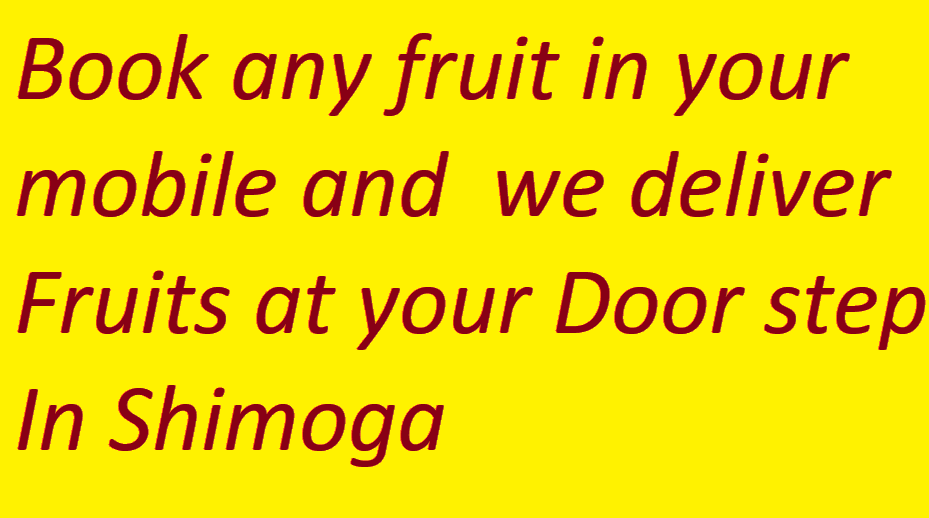 Book any fruit in your
mobile and  we deliver
Fruits at your Door step
In Shimoga